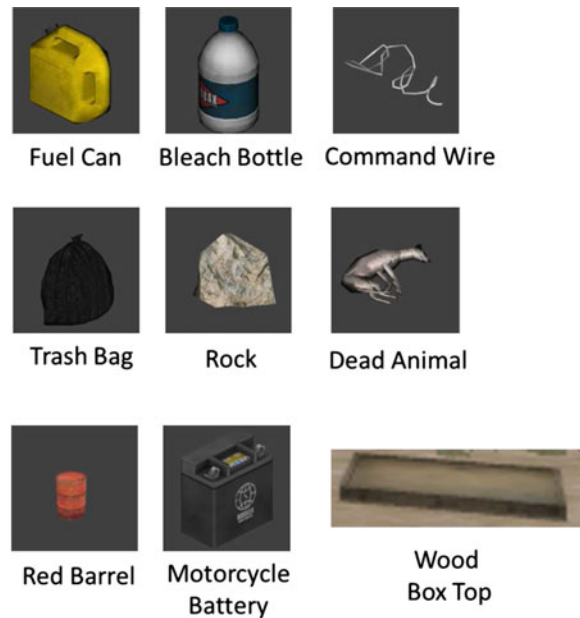 Fuel Can
Bleach Bottle
Command Wire
Trash Bag
Rock
Dead Animal
Red Barrel
Motorcycle
Battery
Wood
Box Top